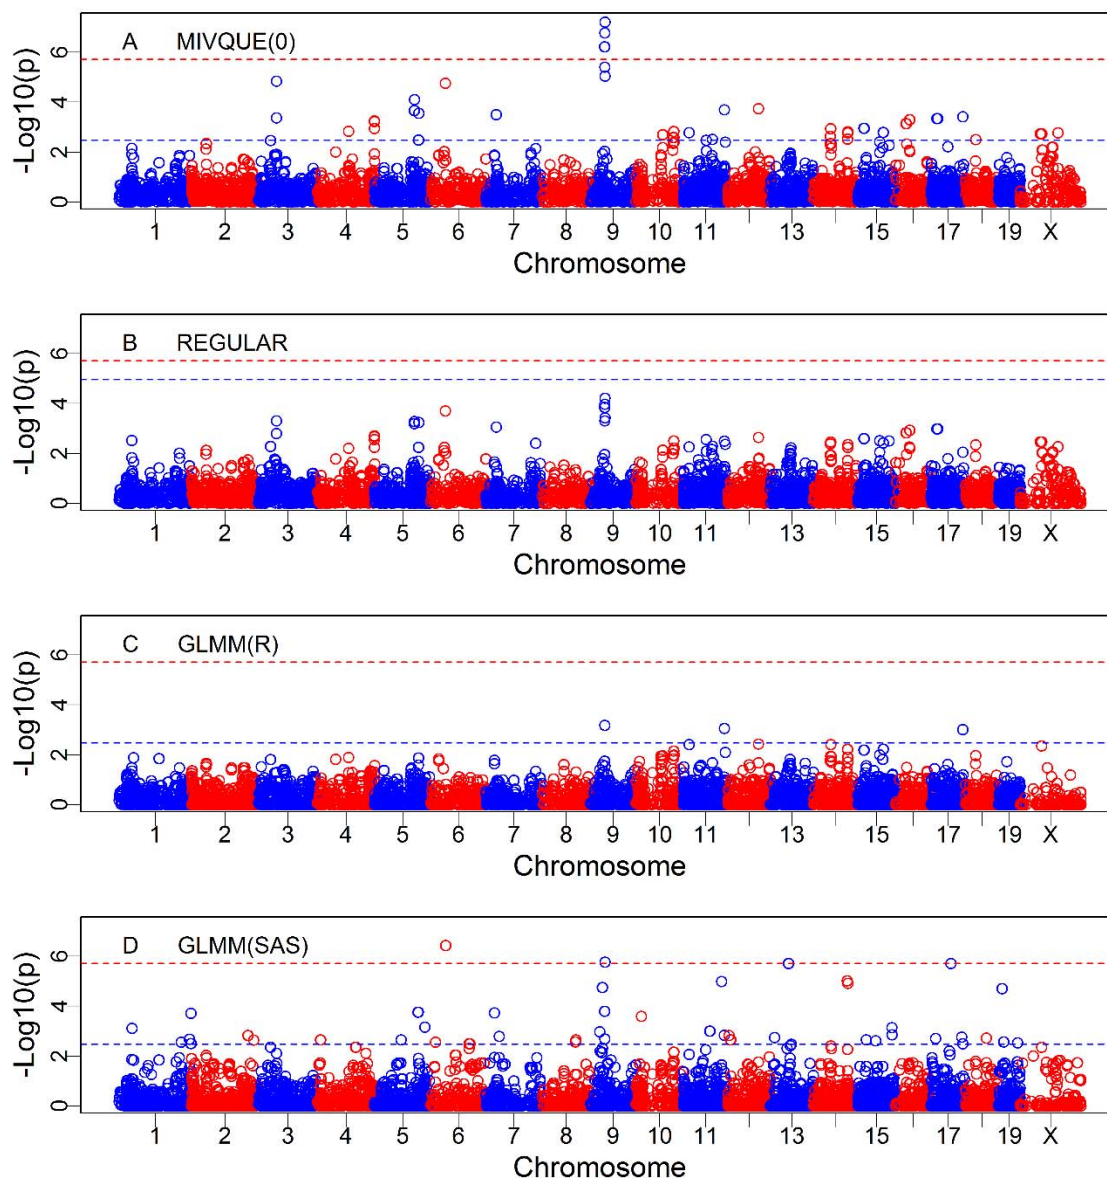 A MIVQUE(0)
-Log10(p)
6
4
2
0
1 2 3 4 5 6 7 8 9 10 11 13 15 17 19 X
Chromosome
B REGULAR
-Log10(p)
6
4
2
0
1 2 3 4 5 6 7 8 9 10 11 13 15 17 19 X
Chromosome
C GLMM(R)
-Log10(p)
6
4
2
0
1 2 3 4 5 6 7 8 9 10 11 13 15 17 19 X
Chromosome
D GLMM(SAS)
-Log10(p)
6
4
2
0
1 2 3 4 5 6 7 8 9 10 11 13 15 17 19 X
Chromosome